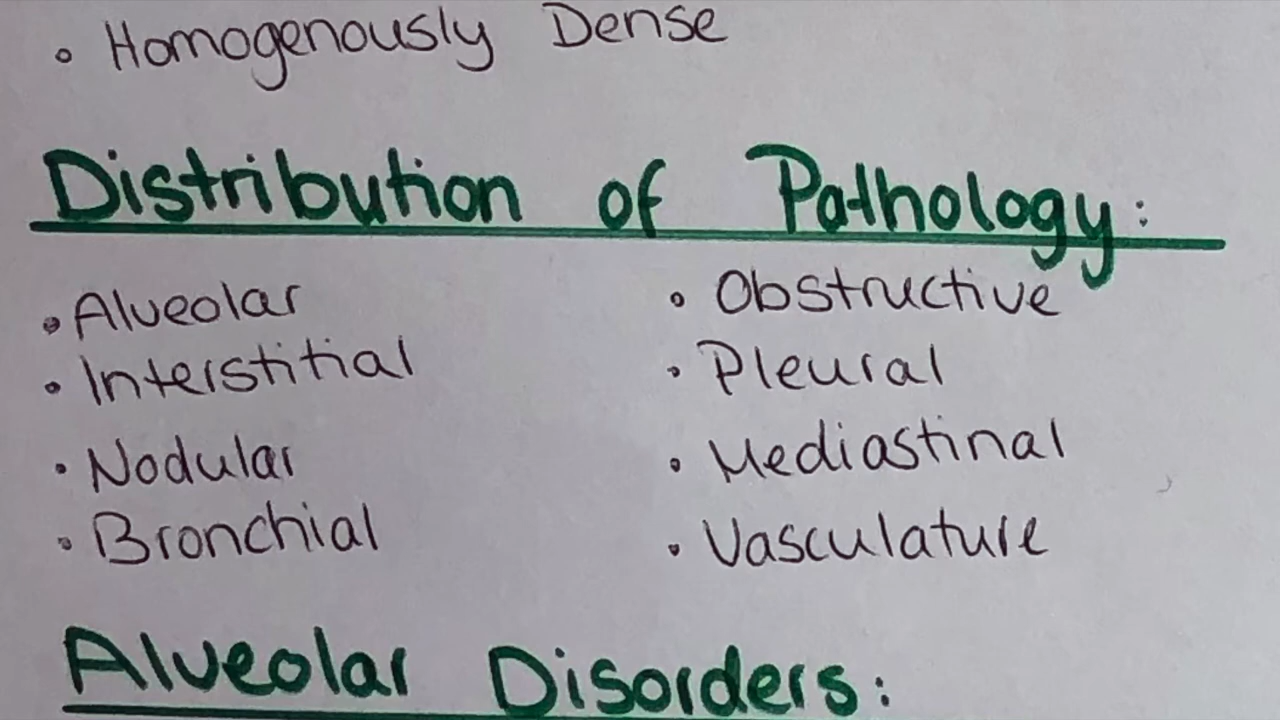 • Homogenously Dense
Distribution of Pathology:
• Alveolar
• Interstitial
• Nodular
• Bronchial
• Obstructive
• Pleural
• Mediastinal
• Vasculature
Alveolar Disorders: